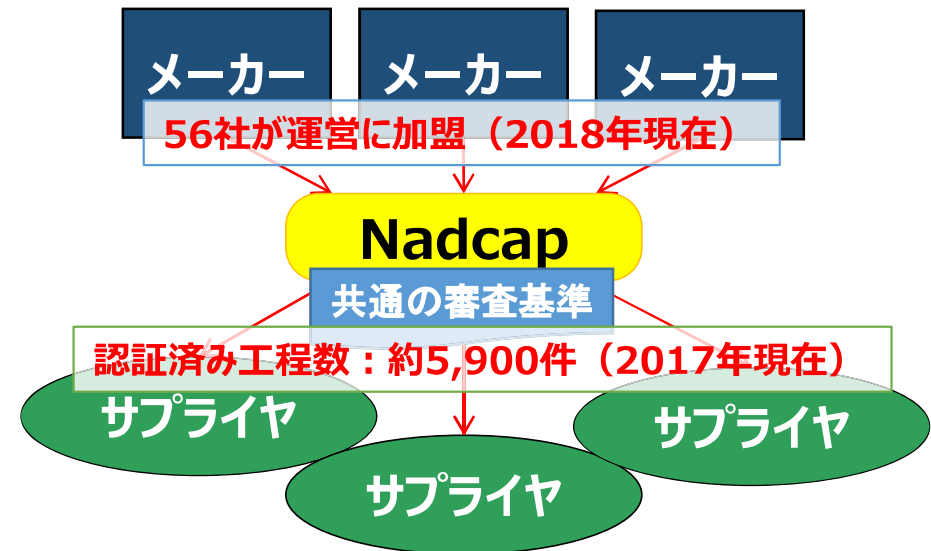 メーカー
メーカー
メーカー
56社が運営に加盟（2018年現在）
Nadcap
共通の審査基準
認証済み工程数：約5,900件（2017年現在）
サプライヤ
サプライヤ
サプライヤ